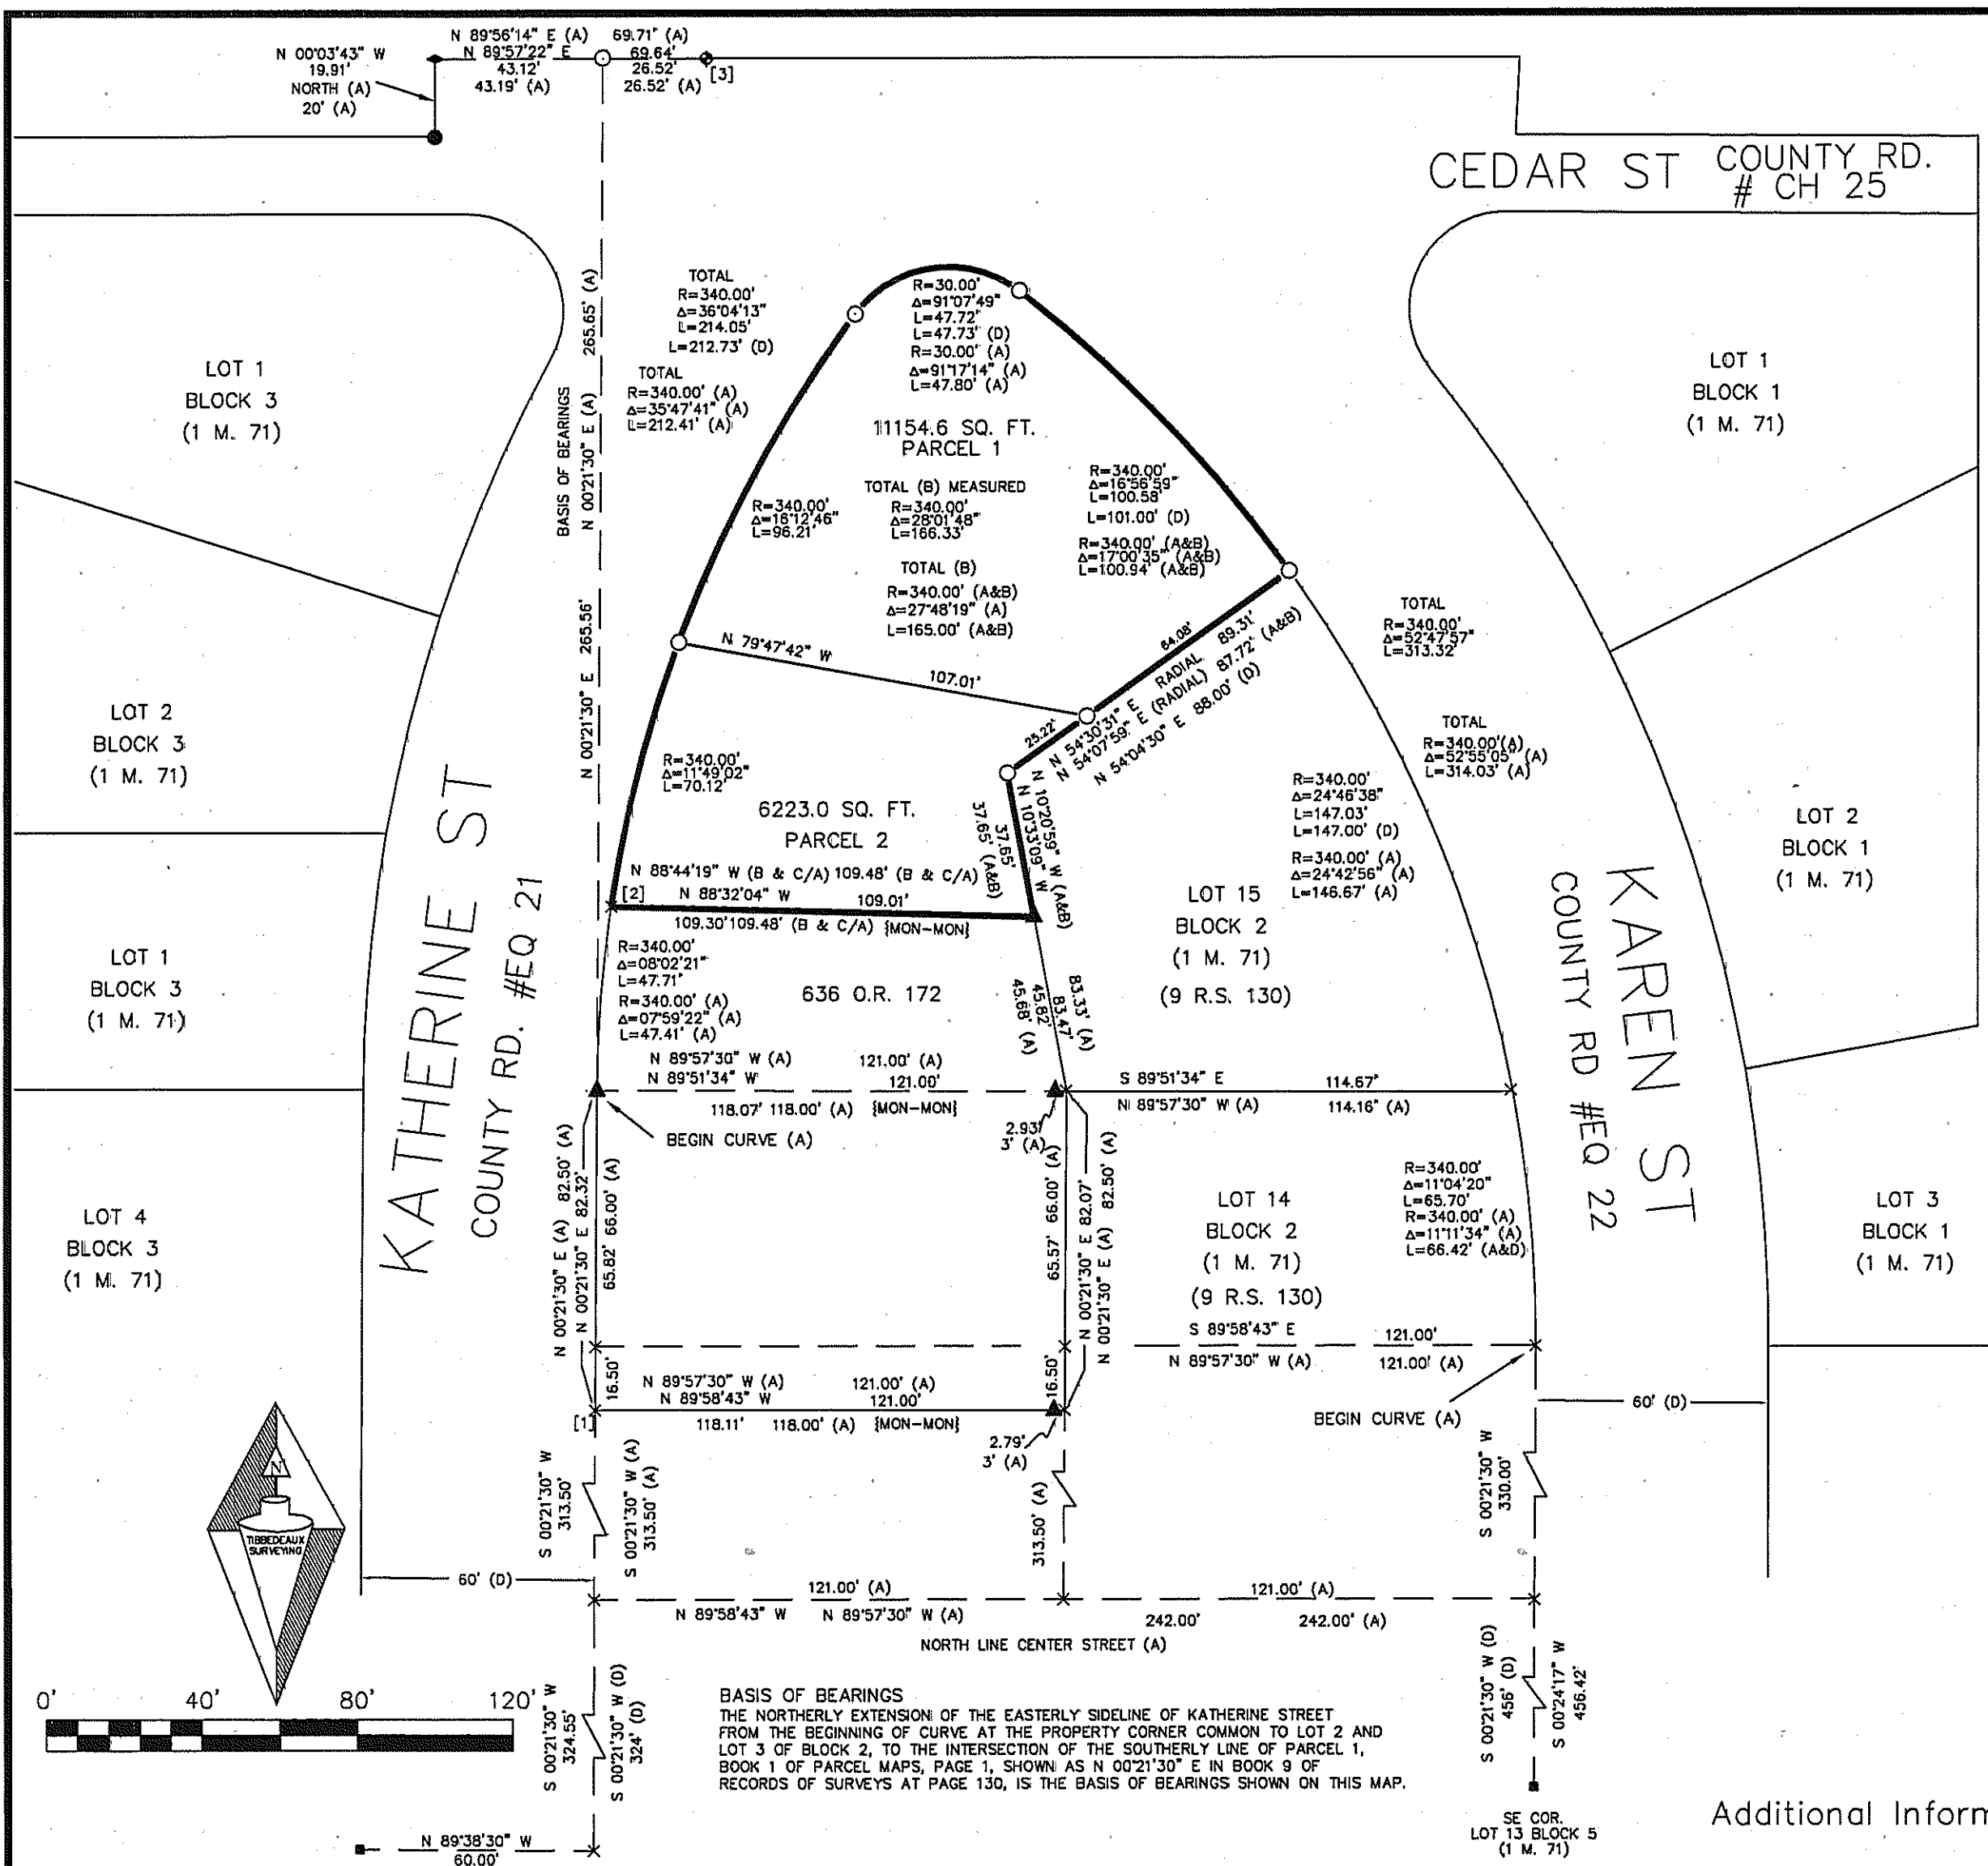 N 89°56'14" E (A) 69.71' (A)
N 89°57'22" E 69.64'
43.12' 26.52'
43.19' (A) 26.52' (A)
[3]
N 00°03'43" W
19.91'
NORTH (A)
20' (A)
CEDAR ST COUNTY RD.
# CH 25
LOT 1
BLOCK 3
(1 M. 71)
LOT 2
BLOCK 3
(1 M. 71)
LOT 1
BLOCK 3
(1 M. 71)
LOT 4
BLOCK 3
(1 M. 71)
KATHERINE ST
COUNTY RD. #EQ 21
BASIS OF BEARINGS
N 00°21'30" E (A) 265.65' (A)
N 00°21'30" E 265.56'
TOTAL
R=340.00'
Δ=36°04'13"
L=214.05'
L=212.73' (D)
TOTAL
R=340.00' (A)
Δ=35°47'41" (A)
L=212.41' (A)
R=30.00'
Δ=91°07'49"
L=47.72'
L=47.73' (D)
R=30.00' (A)
Δ=91°17'14" (A)
L=47.80' (A)
11154.6 SQ. FT.
PARCEL 1
TOTAL (B) MEASURED
R=340.00'
Δ=28°01'48"
L=166.33'
TOTAL (B)
R=340.00' (A&B)
Δ=27°48'19" (A)
L=165.00' (A&B)
R=340.00'
Δ=16°12'46"
L=96.21'
R=340.00'
Δ=16°56'59"
L=100.58'
L=101.00' (D)
R=340.00' (A&B)
Δ=17°00'35" (A&B)
L=100.94' (A&B)
N 79°47'42" W 107.01'
64.08'
25.22'
N 54°30'31" E RADIAL 89.31'
N 54°07'59" E (RADIAL) 87.72' (A&B)
N 54°04'30" E 88.00' (D)
N 10°20'59" W (A&B)
N 10°33'09" W
37.65'
37.65' (A&B)
R=340.00'
Δ=11°49'02"
L=70.12'
6223.0 SQ. FT.
PARCEL 2
N 88°44'19" W (B & C/A) 109.48' (B & C/A)
[2] N 88°32'04" W 109.01'
109.30' 109.48' (B & C/A) {MON-MON}
R=340.00'
Δ=08°02'21"
L=47.71'
R=340.00' (A)
Δ=07°59'22" (A)
L=47.41' (A)
636 O.R. 172
83.33' (A)
83.47'
45.82'
45.68' (A)
LOT 15
BLOCK 2
(1 M. 71)
(9 R.S. 130)
TOTAL
R=340.00'
Δ=52°47'57"
L=313.32'
TOTAL
R=340.00' (A)
Δ=52°55'05" (A)
L=314.03' (A)
R=340.00'
Δ=24°46'38"
L=147.03'
L=147.00' (D)
R=340.00' (A)
Δ=24°42'56" (A)
L=146.67' (A)
LOT 1
BLOCK 1
(1 M. 71)
LOT 2
BLOCK 1
(1 M. 71)
LOT 3
BLOCK 1
(1 M. 71)
KAREN ST
COUNTY RD #EQ 22
N 89°57'30" W (A) 121.00' (A)
N 89°51'34" W 121.00'
118.07' 118.00' (A) {MON-MON}
BEGIN CURVE (A)
2.93'
3' (A)
S 89°51'34" E 114.67'
N 89°57'30" W (A) 114.16' (A)
N 00°21'30" E (A) 82.50' (A)
N 00°21'30" E 82.32'
65.82' 66.00' (A)
16.50'
65.57' 66.00' (A)
16.50'
N 00°21'30" E 82.07'
N 00°21'30" E (A) 82.50' (A)
LOT 14
BLOCK 2
(1 M. 71)
(9 R.S. 130)
R=340.00'
Δ=11°04'20"
L=65.70'
R=340.00' (A)
Δ=11°11'34" (A)
L=66.42' (A&D)
S 89°58'43" E 121.00'
N 89°57'30" W (A) 121.00' (A)
BEGIN CURVE (A)
N 89°57'30" W (A) 121.00' (A)
N 89°58'43" W 121.00'
[1] 118.11' 118.00' (A) {MON-MON}
2.79'
3' (A)
60' (D)
S 00°21'30" W
313.50'
S 00°21'30" W (A)
313.50' (A)
313.50' (A)
S 00°21'30" W
330.00'
60' (D)
121.00' (A) 121.00' (A)
N 89°58'43" W N 89°57'30" W (A) 242.00' 242.00' (A)
NORTH LINE CENTER STREET (A)
N
TIBBEDEAUX
SURVEYING
0' 40' 80' 120'
S 00°21'30" W
324.55'
S 00°21'30" W (D)
324' (D)
S 00°21'30" W (D)
456' (D)
S 00°24'17" W
456.42'
BASIS OF BEARINGS
THE NORTHERLY EXTENSION OF THE EASTERLY SIDELINE OF KATHERINE STREET
FROM THE BEGINNING OF CURVE AT THE PROPERTY CORNER COMMON TO LOT 2 AND
LOT 3 OF BLOCK 2, TO THE INTERSECTION OF THE SOUTHERLY LINE OF PARCEL 1,
BOOK 1 OF PARCEL MAPS, PAGE 1, SHOWN AS N 00°21'30" E IN BOOK 9 OF
RECORDS OF SURVEYS AT PAGE 130, IS THE BASIS OF BEARINGS SHOWN ON THIS MAP.
N 89°38'30" W
60.00'
SE COR.
LOT 13 BLOCK 5
(1 M. 71)
Additional Inform